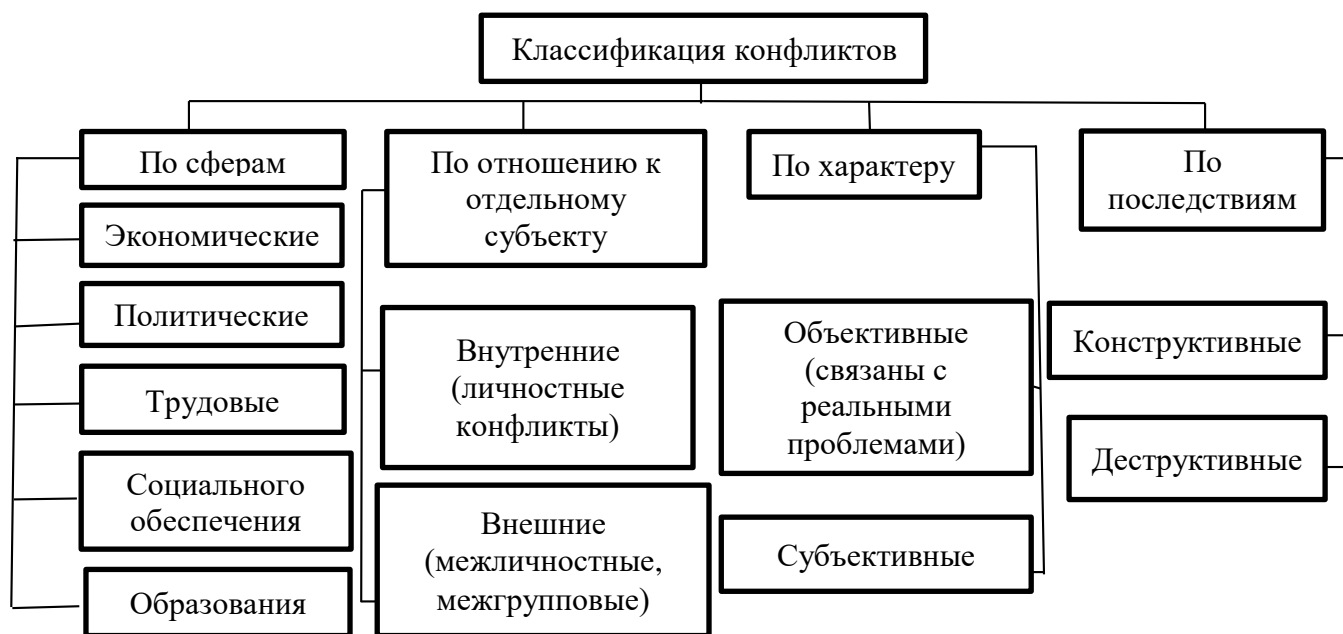 Классификация конфликтов
По сферам
Экономические
Политические
Трудовые
Социального
обеспечения
Образования
По отношению к
отдельному
субъекту
Внутренние
(личностные
конфликты)
Внешние
(межличностные,
межгрупповые)
По характеру
Объективные
(связаны с
реальными
проблемами)
Субъективные
По
последствиям
Конструктивные
Деструктивные